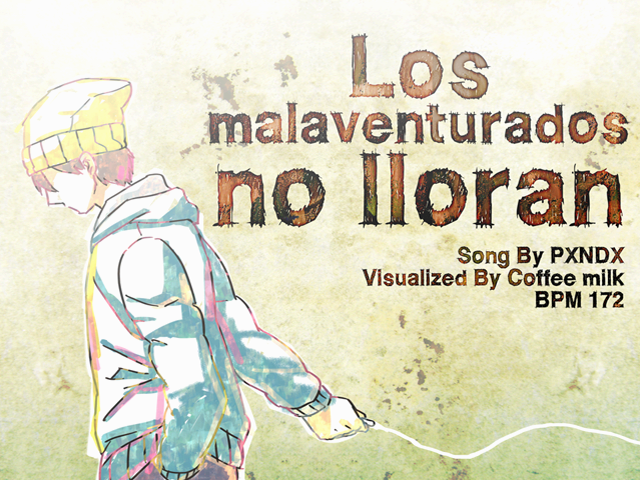 Los
malaventurados
no lloran
Song By PXNDX
Visualized By Coffee milk
BPM 172